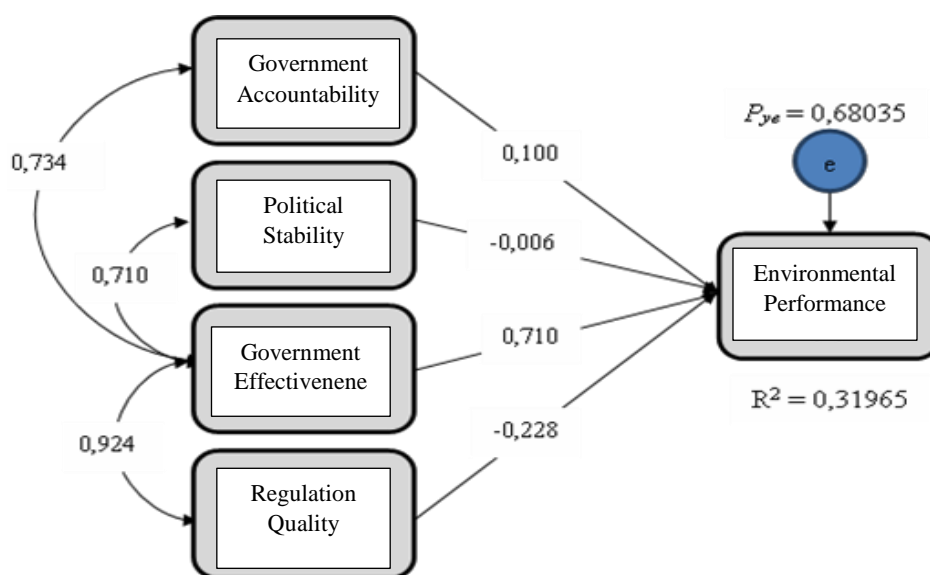 Government
Accountability
Political
Stability
Government
Effectivenene
Regulation
Quality
0,734
0,710
0,924
0,100
-0,006
0,710
-0,228
Pye = 0,68035
e
Environmental
Performance
R² = 0,31965